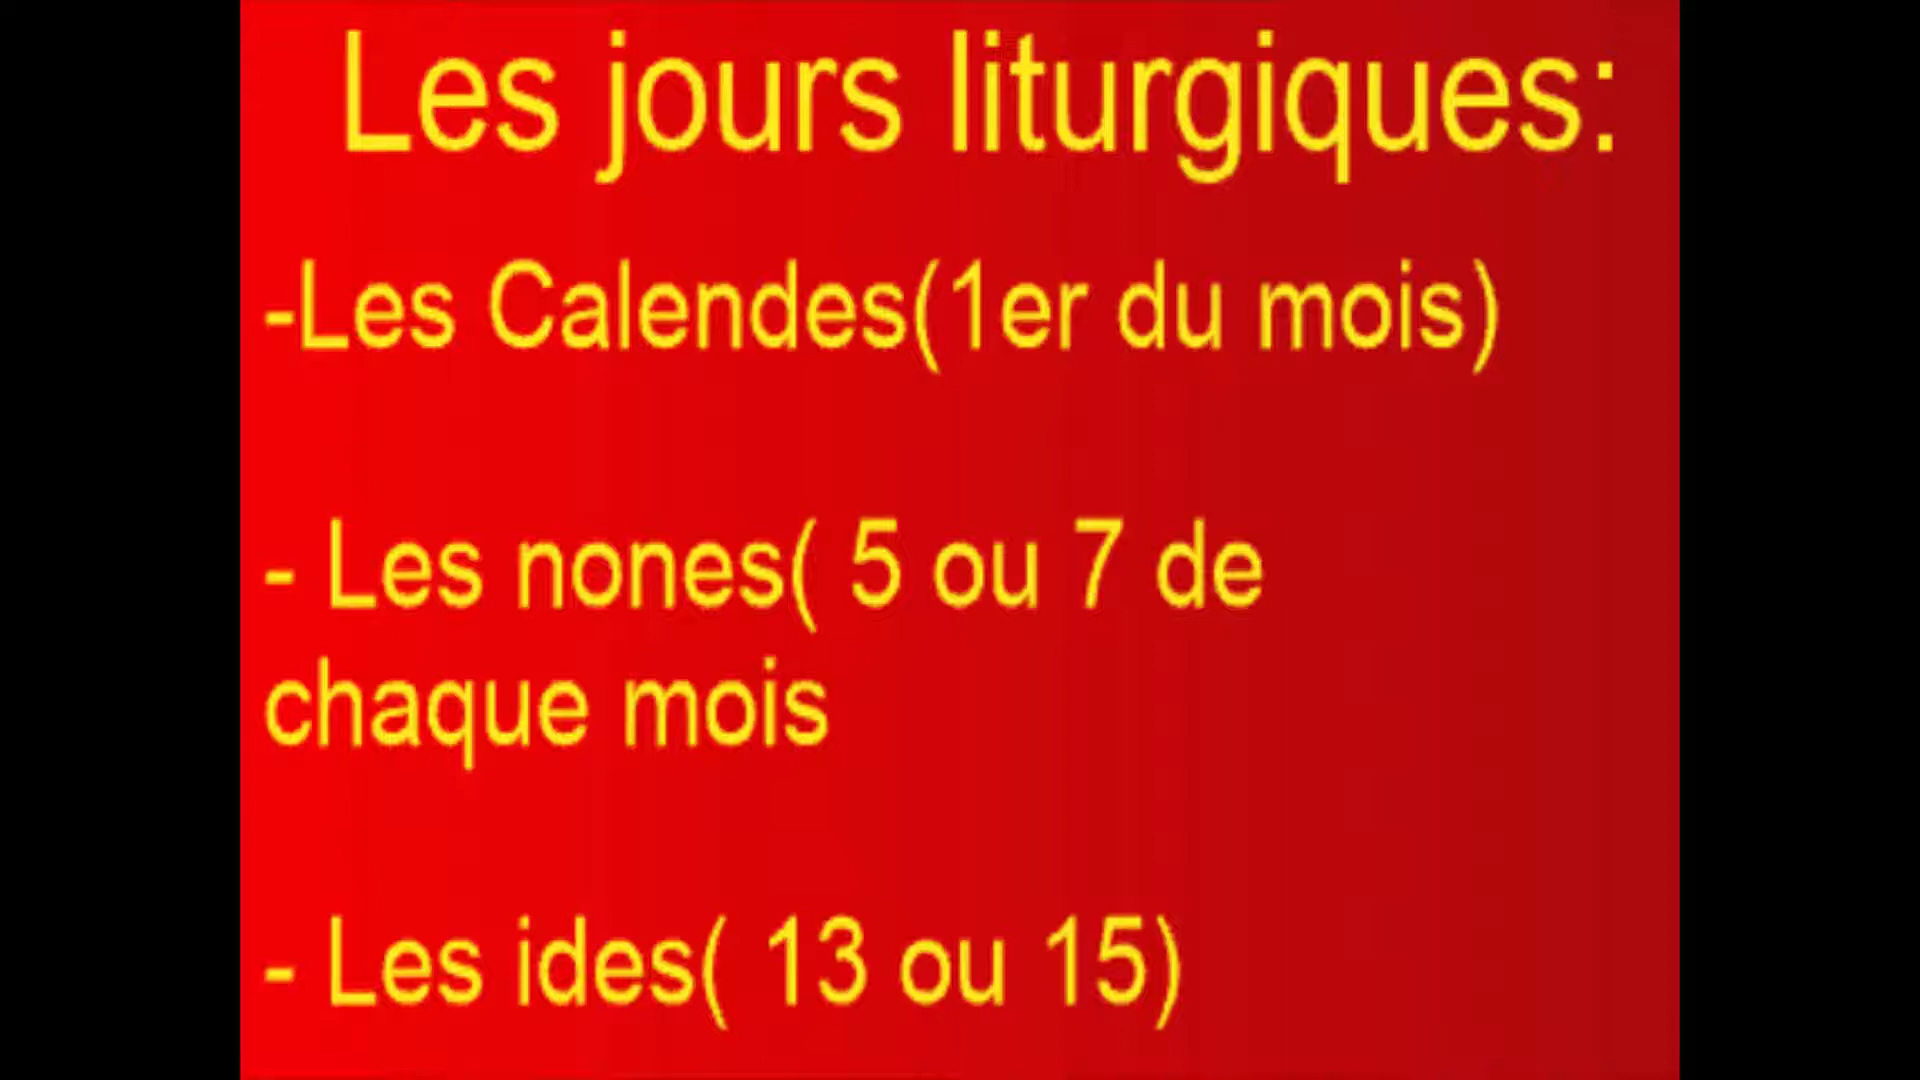 Les jours liturgiques:
-Les Calendes(1er du mois)
- Les nones( 5 ou 7 de
chaque mois
- Les ides( 13 ou 15)